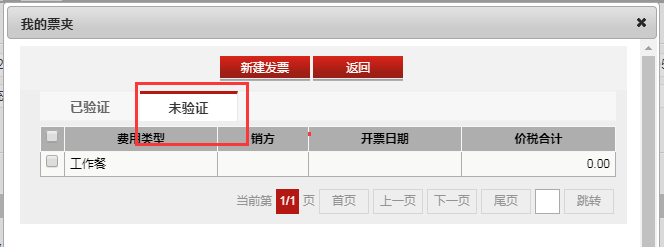 我的票夹
新建发票 返回
已验证 未验证
费用类型 销方 开票日期 价税合计
工作餐 0.00
当前第 1/1 页 首页 上一页 下一页 尾页 跳转